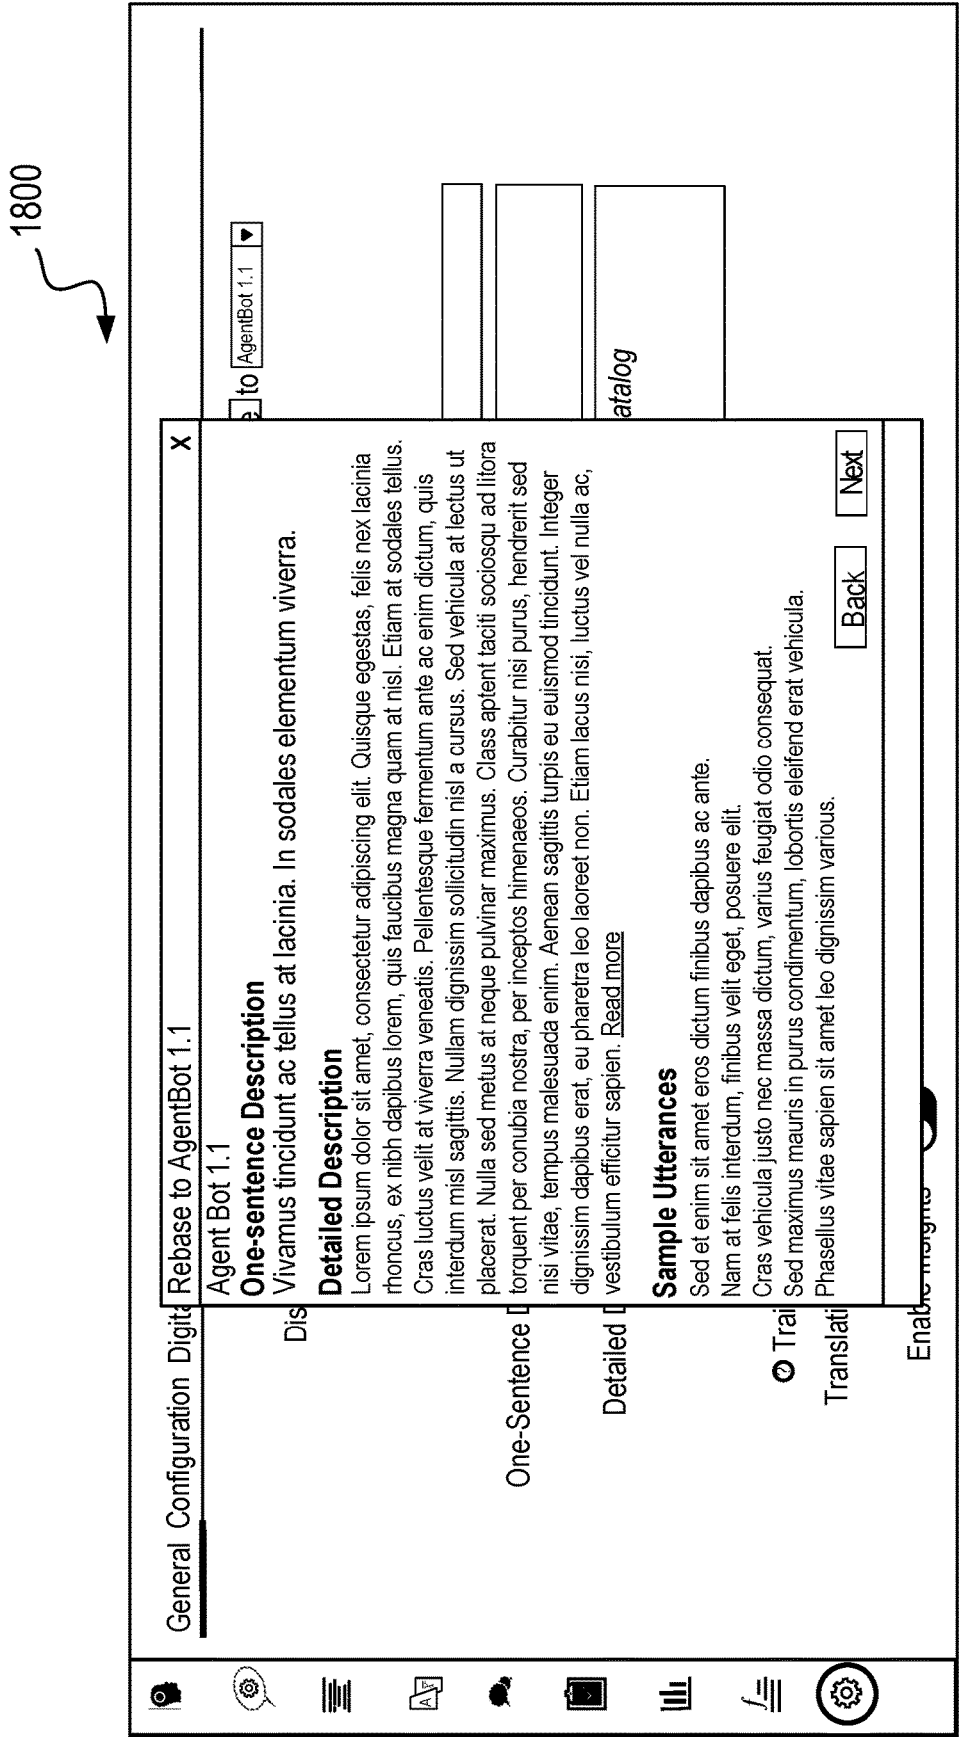 1800
General Configuration Digita
Rebase to AgentBot 1.1 X
Agent Bot 1.1
One-sentence Description
Vivamus tincidunt ac tellus at lacinia. In sodales elementum viverra.
Detailed Description
Lorem ipsum dolor sit amet, consectetur adipiscing elit. Quisque egestas, felis nex lacinia
rhoncus, ex nibh dapibus lorem, quis faucibus magna quam at nisl. Etiam at sodales tellus.
Cras luctus velit at viverra veneatis. Pellentesque fermentum ante ac enim dictum, quis
interdum misl sagittis. Nullam dignissim sollicitudin nisl a cursus. Sed vehicula at lectus ut
placerat. Nulla sed metus at neque pulvinar maximus. Class aptent taciti sociosqu ad litora
torquent per conubia nostra, per inceptos himenaeos. Curabitur nisi purus, hendrerit sed
nisi vitae, tempus malesuada enim. Aenean sagittis turpis eu euismod tincidunt. Integer
dignissim dapibus erat, eu pharetra leo laoreet non. Etiam lacus nisi, luctus vel nulla ac,
vestibulum efficitur sapien. Read more
Sample Utterances
Sed et enim sit amet eros dictum finibus dapibus ac ante.
Nam at felis interdum, finibus velit eget, posuere elit.
Cras vehicula justo nec massa dictum, varius feugiat odio consequat.
Sed maximus mauris in purus condimentum, lobortis eleifend erat vehicula.
Phasellus vitae sapien sit amet leo dignissim various.
Back Next
e to AgentBot 1.1
Dis
One-Sentence D
Detailed D
atalog
Trai
Translati
Enable Insights